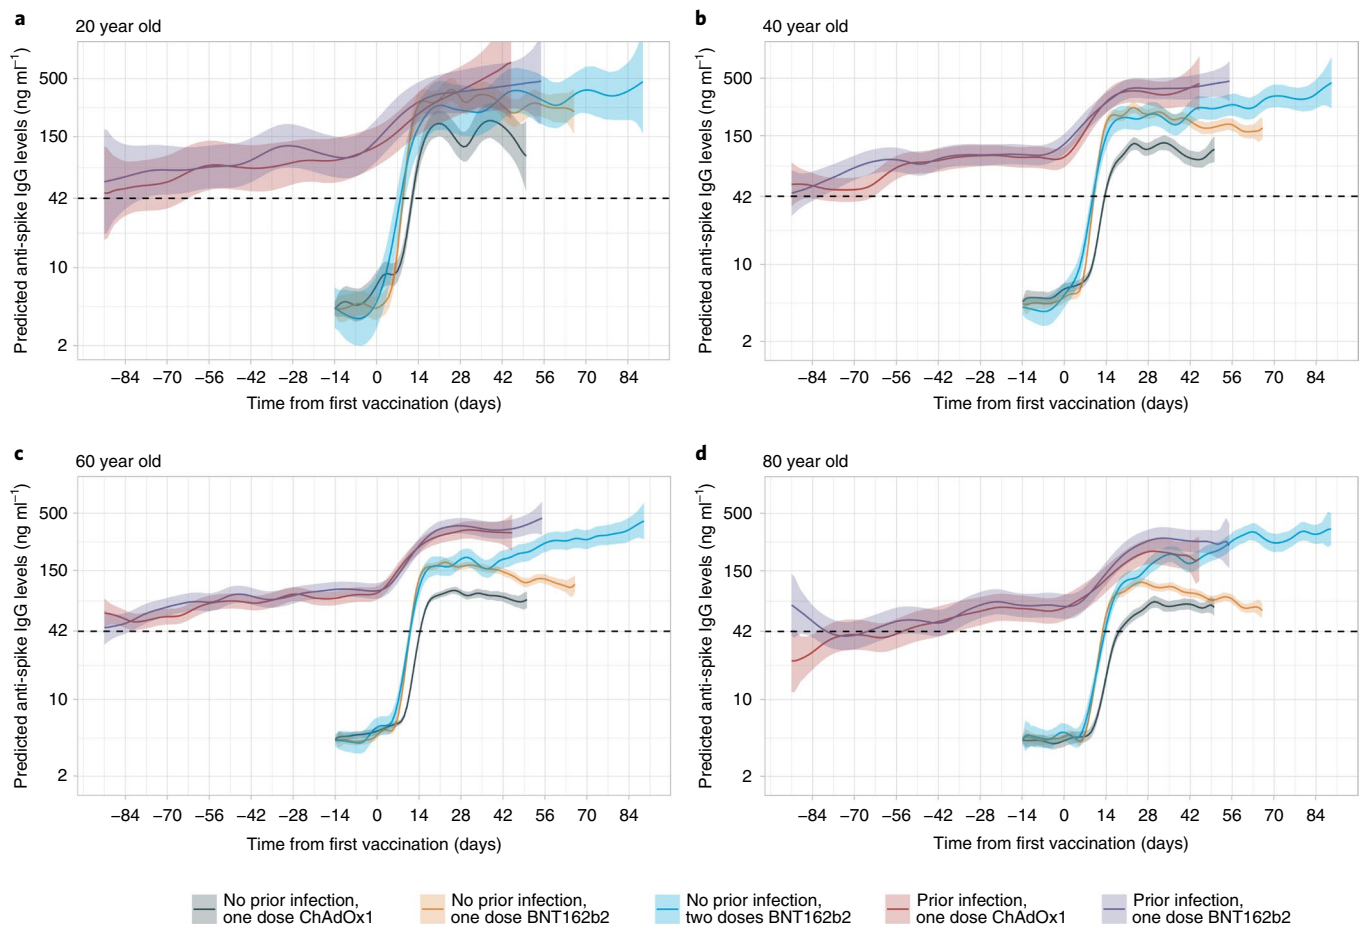 a
20 year old
Predicted anti-spike IgG levels (ng ml⁻¹)
500
150
42
10
2
−84 −70 −56 −42 −28 −14 0 14 28 42 56 70 84
Time from first vaccination (days)
b
40 year old
Predicted anti-spike IgG levels (ng ml⁻¹)
500
150
42
10
2
−84 −70 −56 −42 −28 −14 0 14 28 42 56 70 84
Time from first vaccination (days)
c
60 year old
Predicted anti-spike IgG levels (ng ml⁻¹)
500
150
42
10
2
−84 −70 −56 −42 −28 −14 0 14 28 42 56 70 84
Time from first vaccination (days)
d
80 year old
Predicted anti-spike IgG levels (ng ml⁻¹)
500
150
42
10
2
−84 −70 −56 −42 −28 −14 0 14 28 42 56 70 84
Time from first vaccination (days)
No prior infection,
one dose ChAdOx1
No prior infection,
one dose BNT162b2
No prior infection,
two doses BNT162b2
Prior infection,
one dose ChAdOx1
Prior infection,
one dose BNT162b2